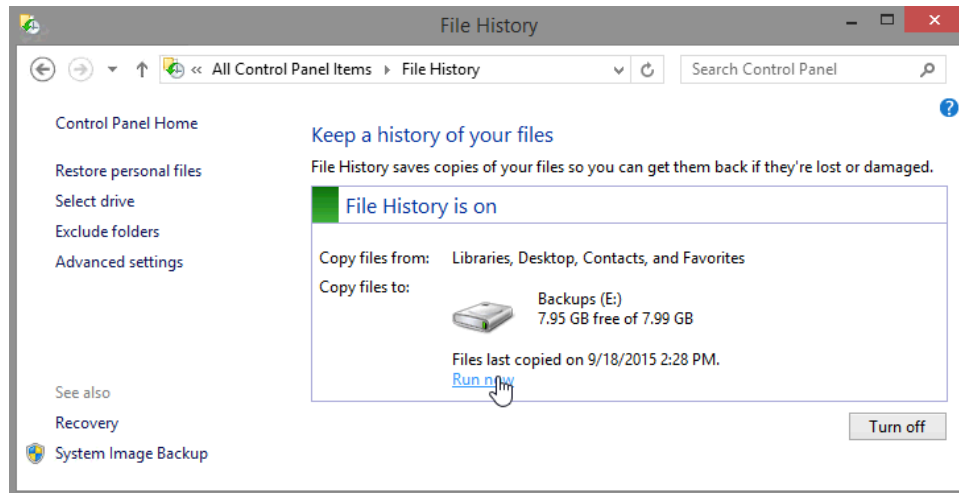 File History
« All Control Panel Items File History
Search Control Panel
Control Panel Home
Restore personal files
Select drive
Exclude folders
Advanced settings
See also
Recovery
System Image Backup
Keep a history of your files
File History saves copies of your files so you can get them back if they're lost or damaged.
File History is on
Copy files from: Libraries, Desktop, Contacts, and Favorites
Copy files to:
Backups (E:)
7.95 GB free of 7.99 GB
Files last copied on 9/18/2015 2:28 PM.
Run now
Turn off